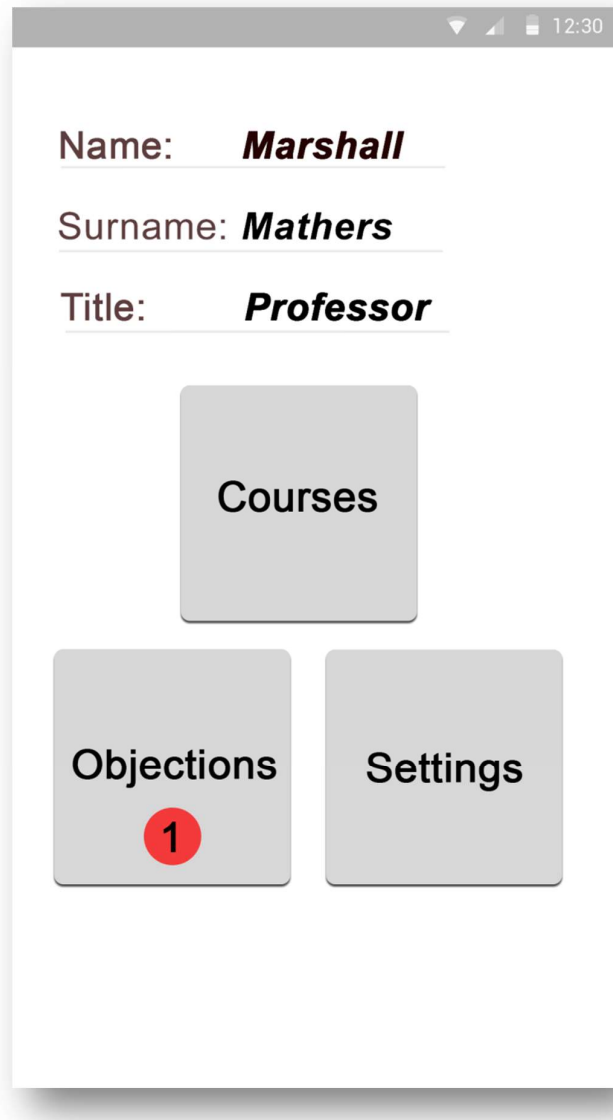 12:30
Name: Marshall
Surname: Mathers
Title: Professor
Courses
Objections
Settings
1